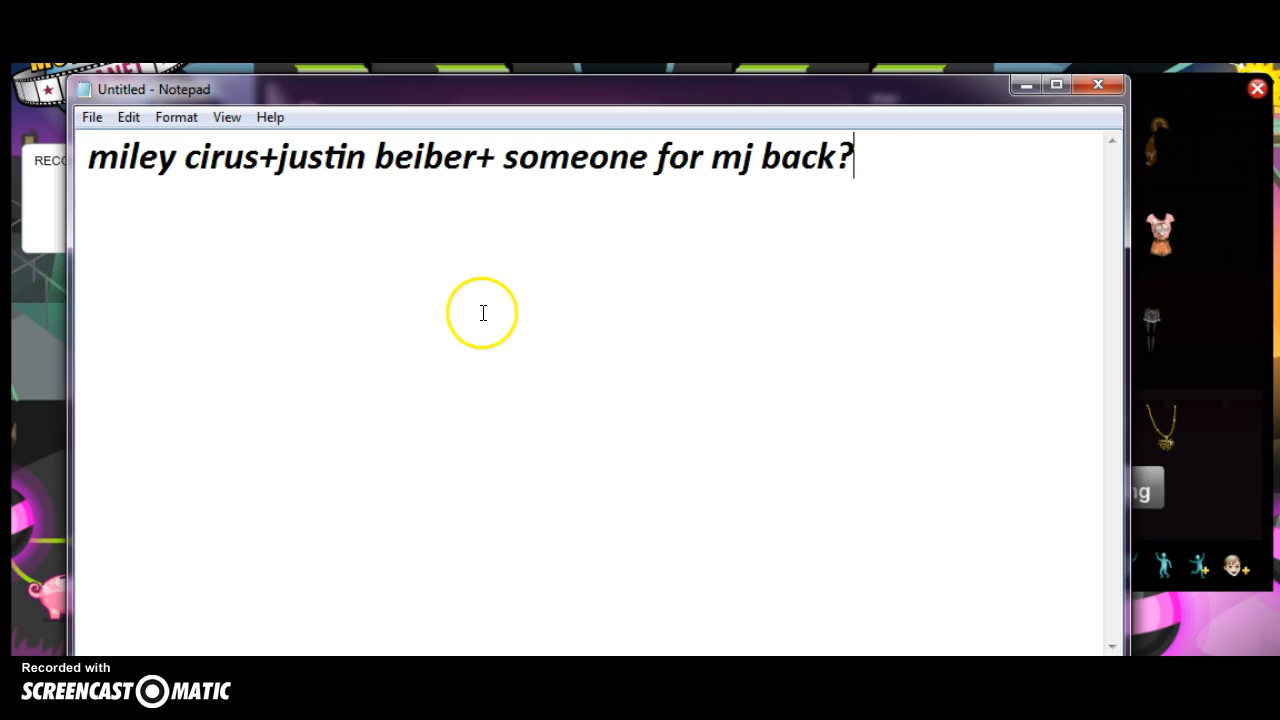 Untitled - Notepad
File Edit Format View Help
RECO
miley cirus+justin beiber+ someone for mj back?
ng
Recorded with
SCREENCAST MATIC